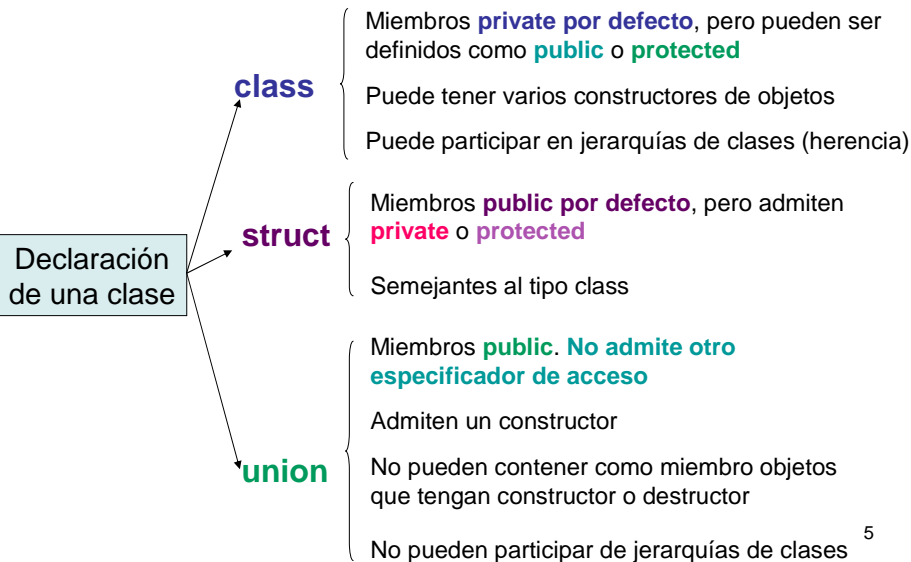 Declaración
de una clase
class
Miembros private por defecto, pero pueden ser
definidos como public o protected
Puede tener varios constructores de objetos
Puede participar en jerarquías de clases (herencia)
struct
Miembros public por defecto, pero admiten
private o protected
Semejantes al tipo class
union
Miembros public. No admite otro
especificador de acceso
Admiten un constructor
No pueden contener como miembro objetos
que tengan constructor o destructor
No pueden participar de jerarquías de clases
5